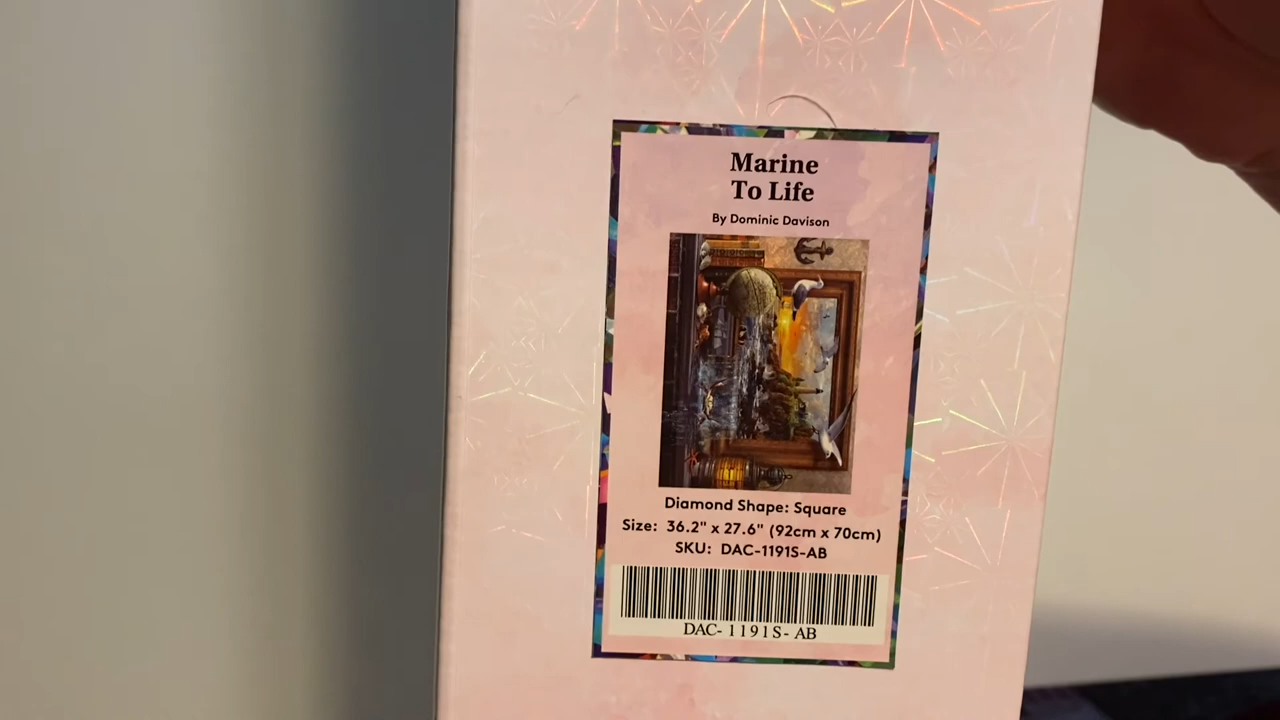 Marine
To Life
By Dominic Davison
Diamond Shape: Square
Size: 36.2" x 27.6" (92cm x 70cm)
SKU: DAC-1191S-AB
DAC- 1191S- AB